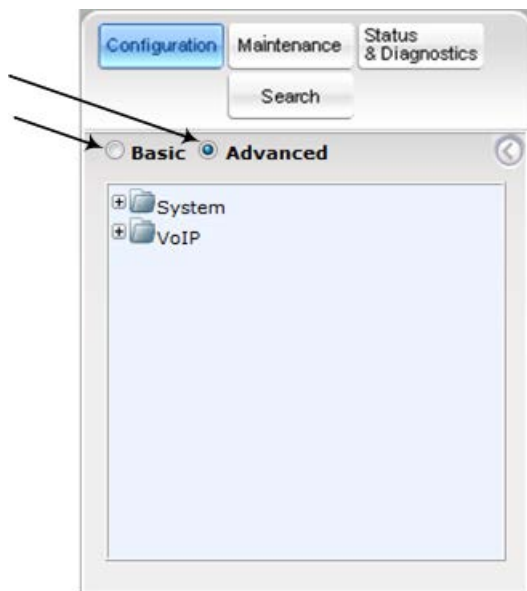 Configuration
Maintenance
Status
& Diagnostics
Search
Basic
Advanced
System
VoIP